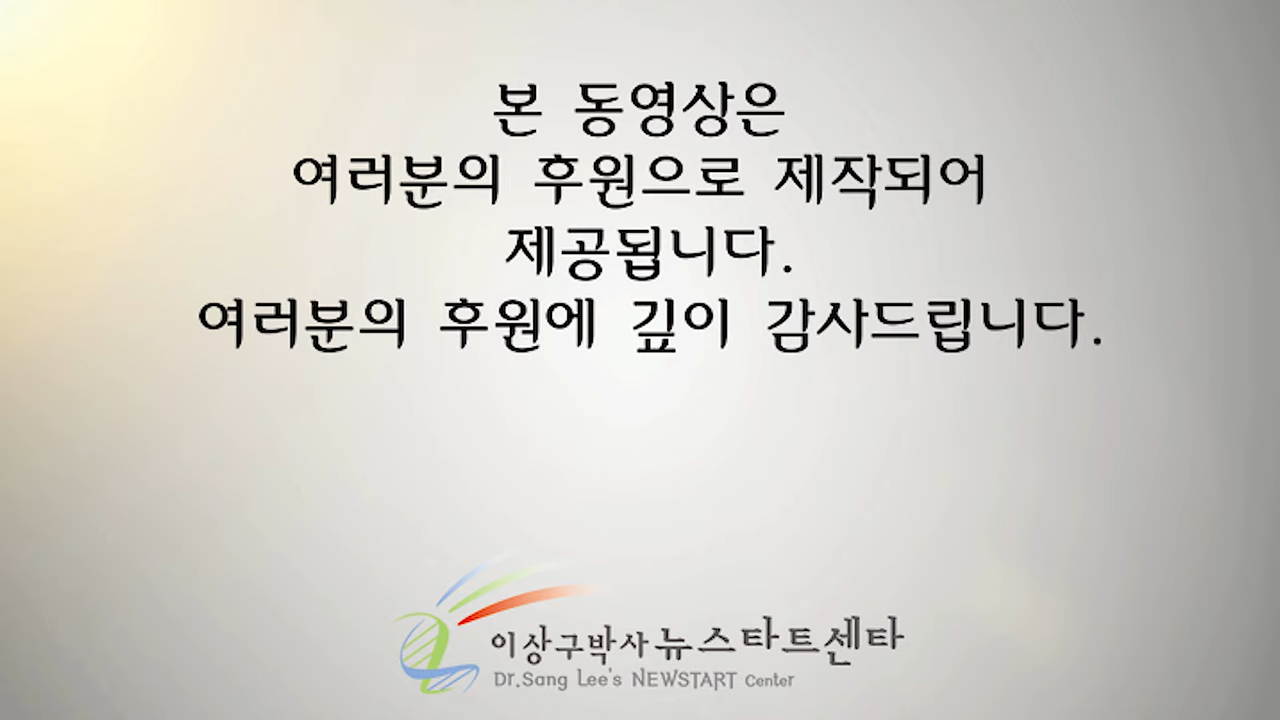 본 동영상은
여러분의 후원으로 제작되어
제공됩니다.
여러분의 후원에 깊이 감사드립니다.
이상구박사 뉴스타트센타
Dr.Sang Lee's NEWSTART Center